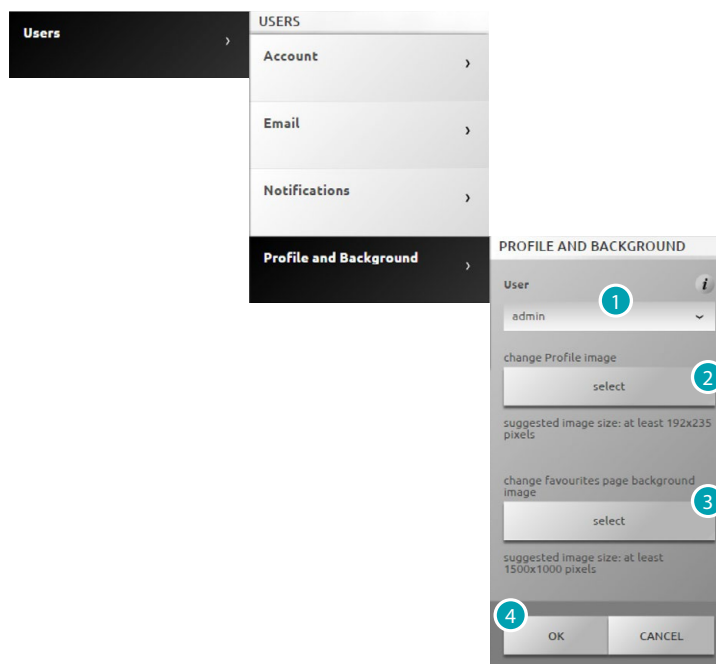 Users
USERS
Account
Email
Notifications
Profile and Background
PROFILE AND BACKGROUND
User
i
1
admin
change Profile image
2
select
suggested image size: at least 192x235
pixels
change favourites page background
image
3
select
suggested image size: at least
1500x1000 pixels
4
OK
CANCEL